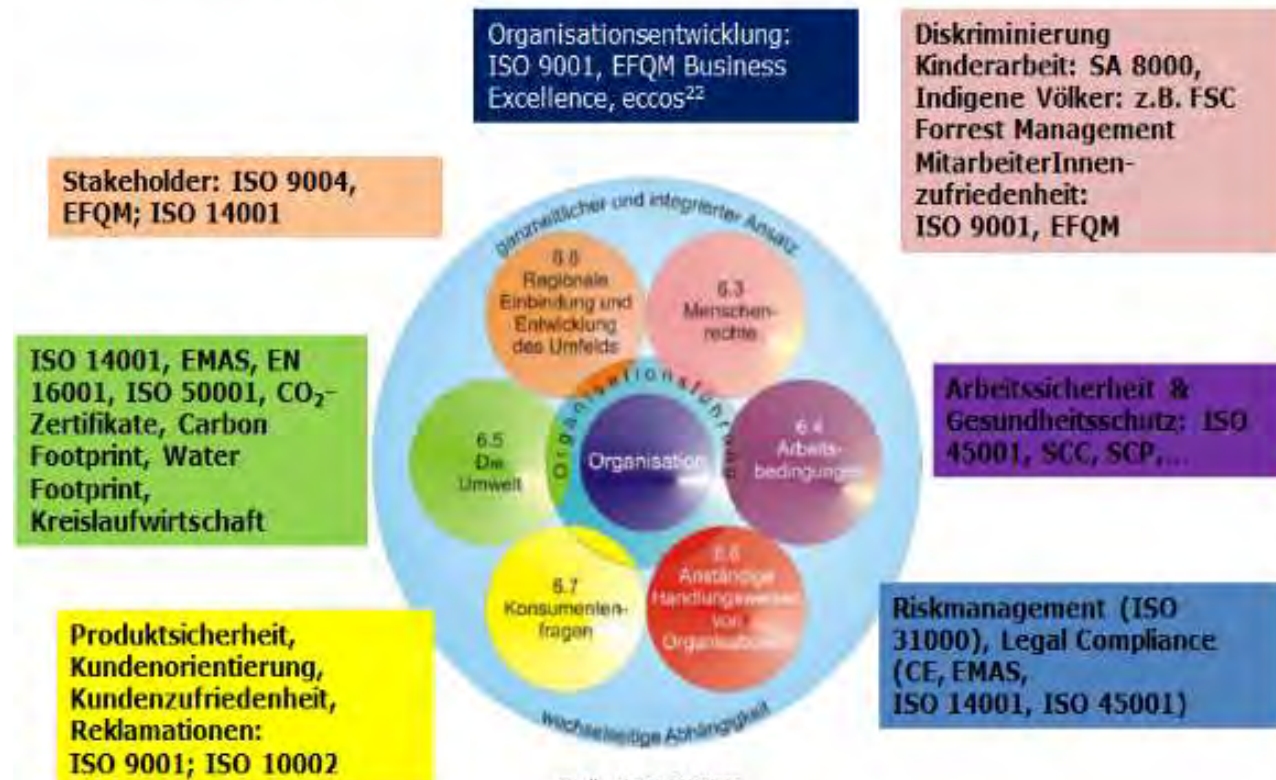 Organisationsentwicklung:
ISO 9001, EFQM Business
Excellence, eccos²²
Diskriminierung
Kinderarbeit: SA 8000,
Indigene Völker: z.B. FSC
Forrest Management
MitarbeiterInnen-
zufriedenheit:
ISO 9001, EFQM
Stakeholder: ISO 9004,
EFQM; ISO 14001
ganzheitlicher und integrierter Ansatz
6.8
Regionale
Einbindung und
Entwicklung
des Umfelds
6.3
Menschen-
rechte
ISO 14001, EMAS, EN
16001, ISO 50001, CO₂-
Zertifikate, Carbon
Footprint, Water
Footprint,
Kreislaufwirtschaft
Organisationsführung
6.5
Die
Umwelt
Organisation
6.4
Arbeits-
bedingungen
Arbeitssicherheit &
Gesundheitsschutz: ISO
45001, SCC, SCP,...
6.7
Konsumenten-
fragen
6.6
Anständige
Handlungsweisen
von
Organisationen
Riskmanagement (ISO
31000), Legal Compliance
(CE, EMAS,
ISO 14001, ISO 45001)
Produktsicherheit,
Kundenorientierung,
Kundenzufriedenheit,
Reklamationen:
ISO 9001; ISO 10002
wechselseitige Abhängigkeit